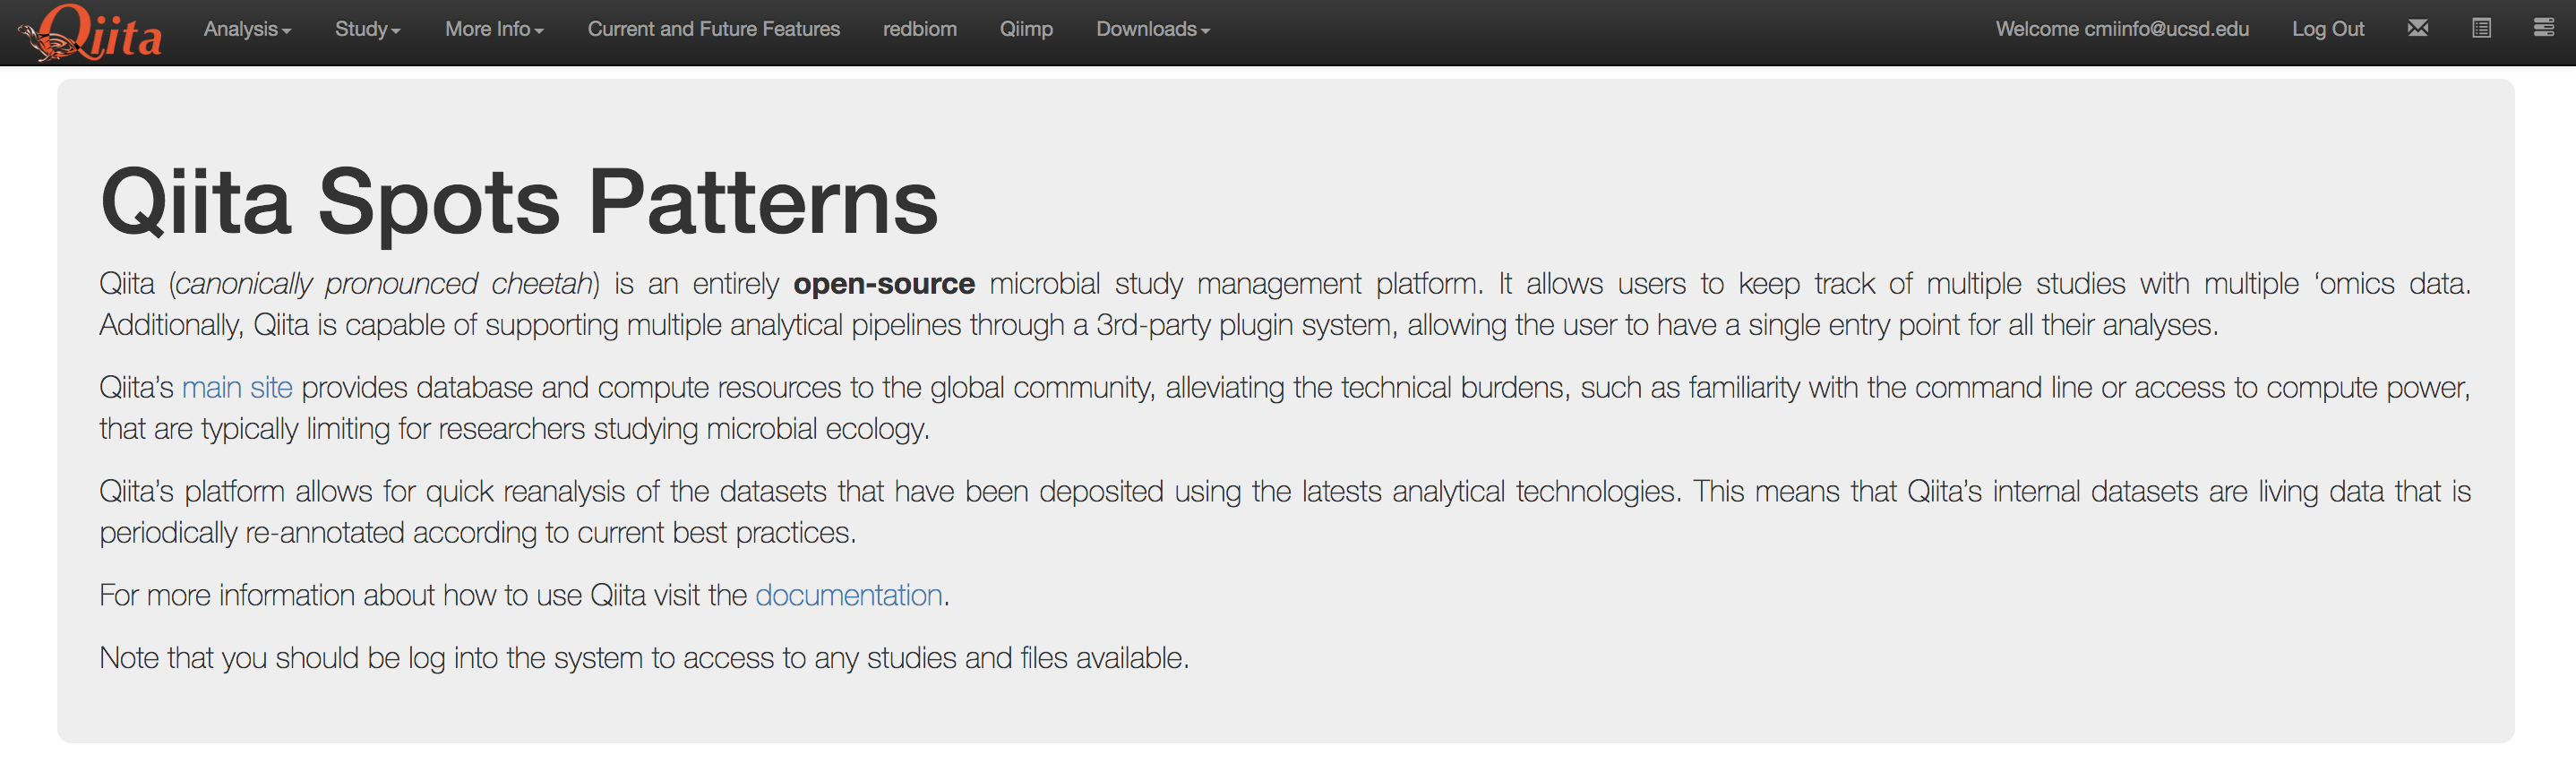 Qiita Analysis Study More Info Current and Future Features redbiom Qiimp Downloads Welcome cmiinfo@ucsd.edu Log Out
Qiita Spots Patterns
Qiita (canonically pronounced cheetah) is an entirely open-source microbial study management platform. It allows users to keep track of multiple studies with multiple ‘omics data.
Additionally, Qiita is capable of supporting multiple analytical pipelines through a 3rd-party plugin system, allowing the user to have a single entry point for all their analyses.
Qiita’s main site provides database and compute resources to the global community, alleviating the technical burdens, such as familiarity with the command line or access to compute power,
that are typically limiting for researchers studying microbial ecology.
Qiita’s platform allows for quick reanalysis of the datasets that have been deposited using the latests analytical technologies. This means that Qiita’s internal datasets are living data that is
periodically re-annotated according to current best practices.
For more information about how to use Qiita visit the documentation.
Note that you should be log into the system to access to any studies and files available.